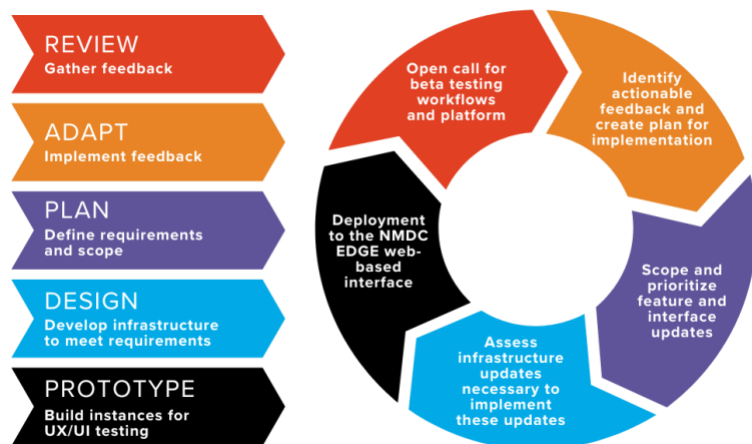 REVIEW
Gather feedback
ADAPT
Implement feedback
PLAN
Define requirements
and scope
DESIGN
Develop infrastructure
to meet requirements
PROTOTYPE
Build instances for
UX/UI testing
Open call for
beta testing
workflows
and platform
Identify
actionable
feedback and
create plan for
implementation
Scope and
prioritize
feature and
interface
updates
Assess
infrastructure
updates
necessary to
implement
these updates
Deployment
to the NMDC
EDGE web-
based
interface